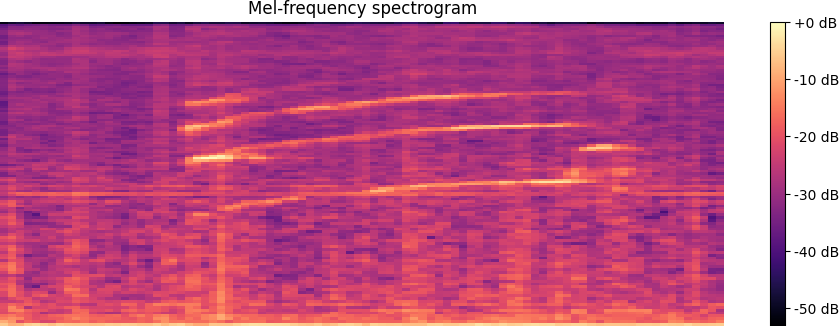 Mel-frequency spectrogram
+0 dB
-10 dB
-20 dB
-30 dB
-40 dB
-50 dB